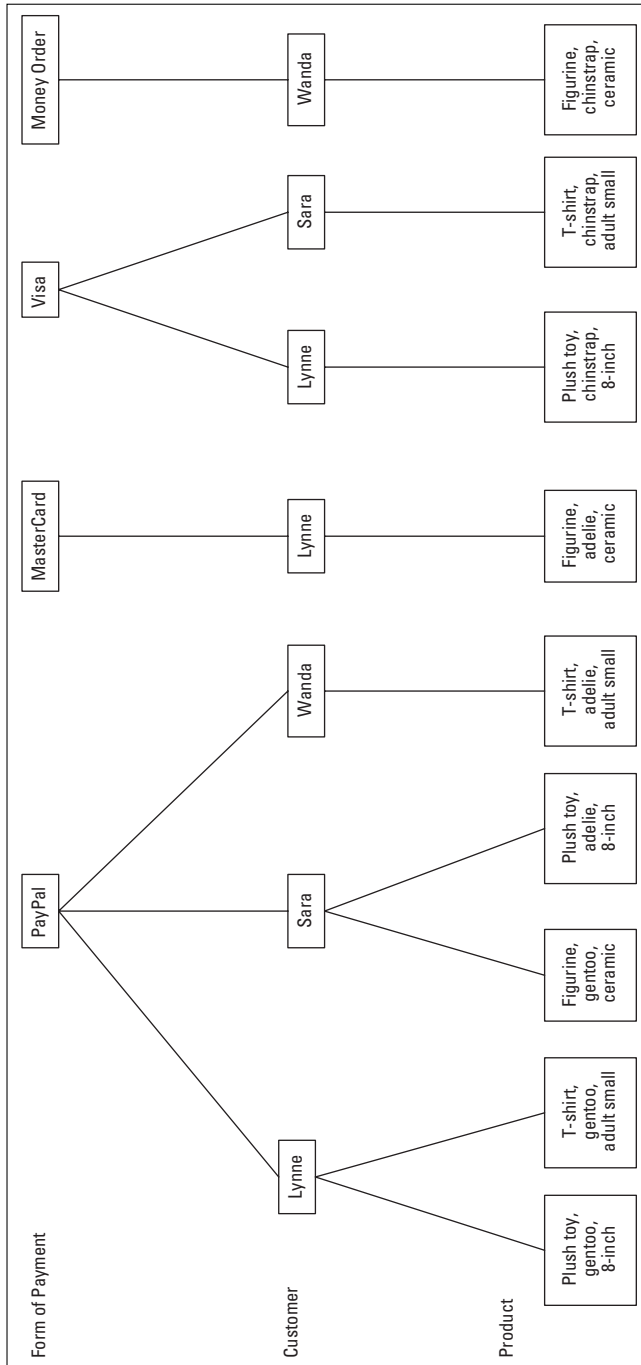 Form of Payment
PayPal
MasterCard
Visa
Money Order
Customer
Lynne
Sara
Wanda
Lynne
Lynne
Sara
Wanda
Product
Plush toy,
gentoo,
8-inch
T-shirt,
gentoo,
adult small
Figurine,
gentoo,
ceramic
Plush toy,
adelie,
8-inch
T-shirt,
adelie,
adult small
Figurine,
adelie,
ceramic
Plush toy,
chinstrap,
8-inch
T-shirt,
chinstrap,
adult small
Figurine,
chinstrap,
ceramic